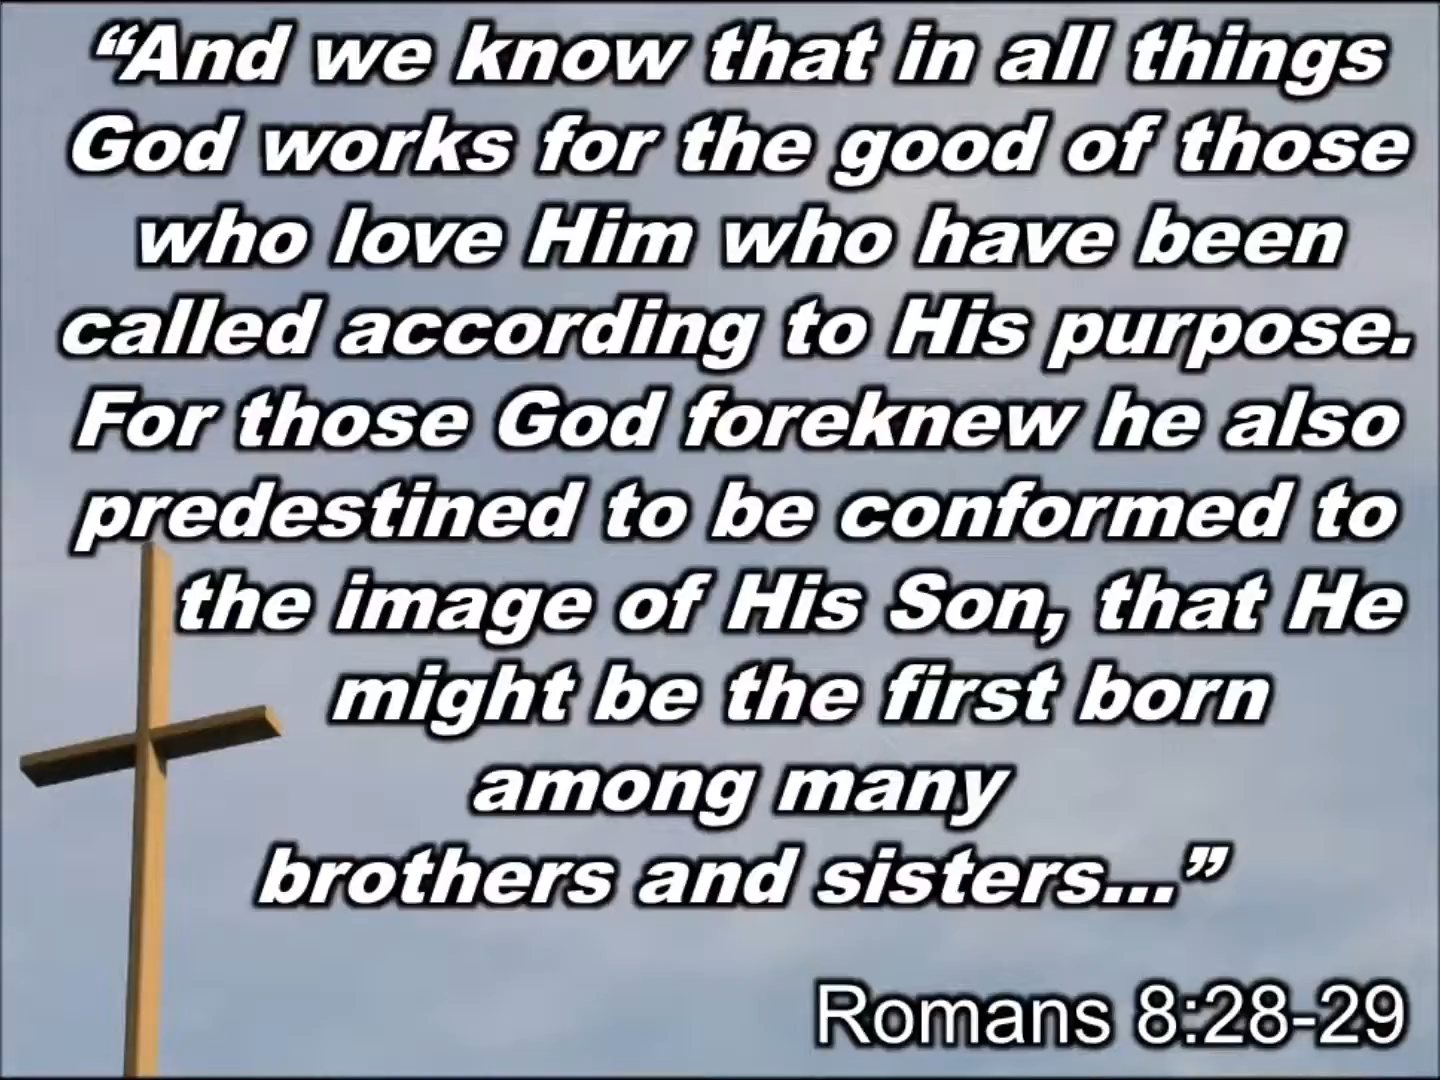 “And we know that in all things
God works for the good of those
who love Him who have been
called according to His purpose.
For those God foreknew he also
predestined to be conformed to
the image of His Son, that He
might be the first born
among many
brothers and sisters...”
Romans 8:28-29